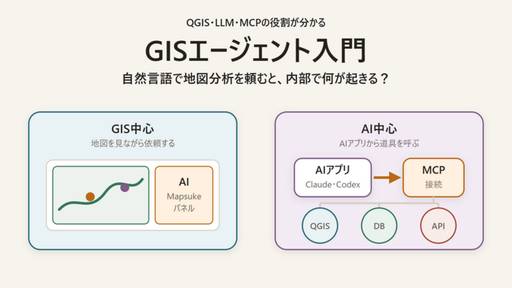 QGIS・LLM・MCPの役割が分かる
GISエージェント入門
自然言語で地図分析を頼むと、内部で何が起きる？
GIS中心
地図を見ながら依頼する
AI
Mapsuke
パネル
AI中心
AIアプリから道具を呼ぶ
AIアプリ
Claude・Codex
MCP
接続
QGIS
DB
API